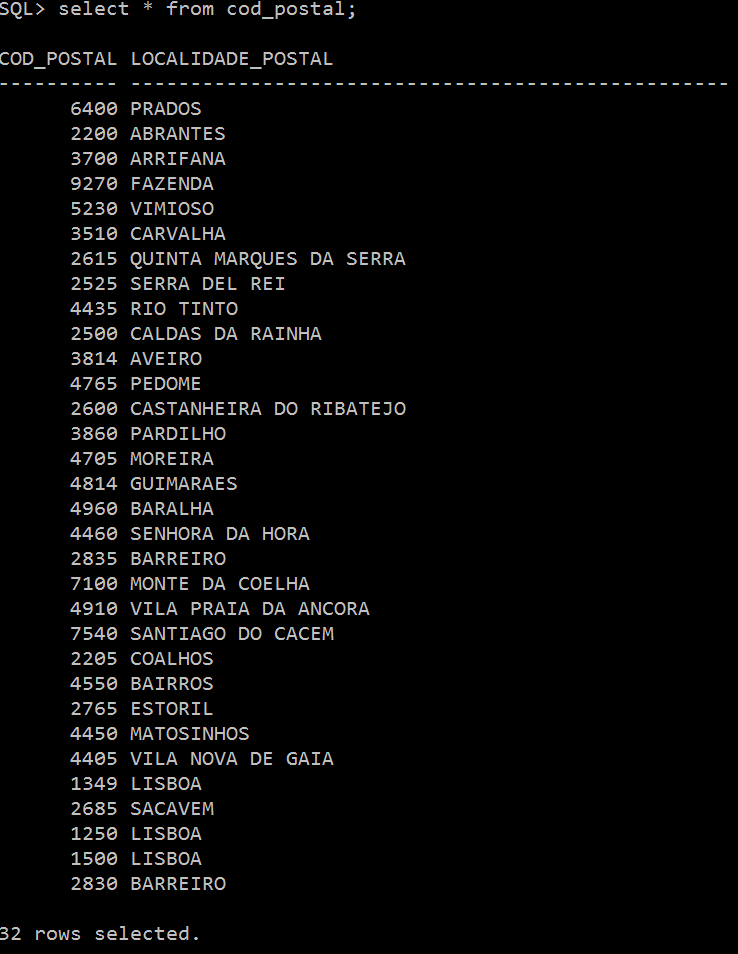 SQL> select * from cod_postal;
COD_POSTAL LOCALIDADE_POSTAL
---------- --------------------------------------------------
6400 PRADOS
2200 ABRANTES
3700 ARRIFANA
9270 FAZENDA
5230 VIMIOSO
3510 CARVALHA
2615 QUINTA MARQUES DA SERRA
2525 SERRA DEL REI
4435 RIO TINTO
2500 CALDAS DA RAINHA
3814 AVEIRO
4765 PEDOME
2600 CASTANHEIRA DO RIBATEJO
3860 PARDILHO
4705 MOREIRA
4814 GUIMARAES
4960 BARALHA
4460 SENHORA DA HORA
2835 BARREIRO
7100 MONTE DA COELHA
4910 VILA PRAIA DA ANCORA
7540 SANTIAGO DO CACEM
2205 COALHOS
4550 BAIRROS
2765 ESTORIL
4450 MATOSINHOS
4405 VILA NOVA DE GAIA
1349 LISBOA
2685 SACAVEM
1250 LISBOA
1500 LISBOA
2830 BARREIRO
32 rows selected.